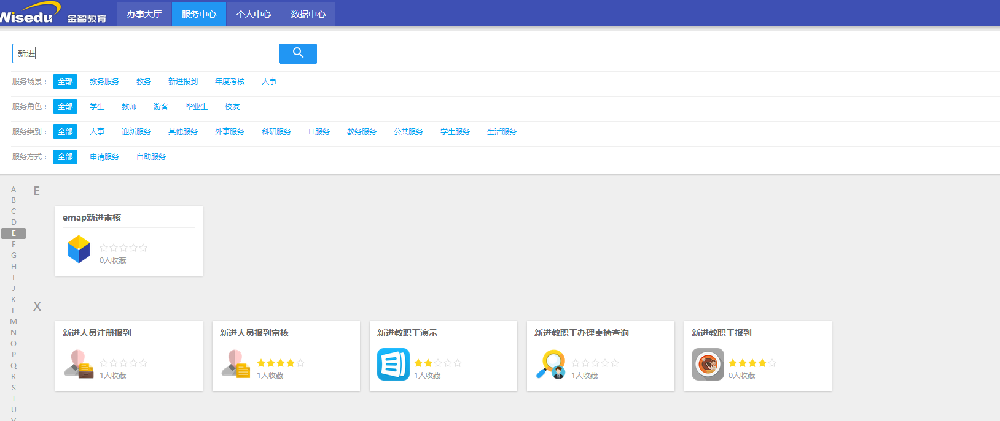 Wisedu 金智教育 办事大厅 服务中心 个人中心 数据中心
新进
服务场景： 全部 教务服务 教务 新进报到 年度考核 人事
服务角色： 全部 学生 教师 游客 毕业生 校友
服务类别： 全部 人事 迎新服务 其他服务 外事服务 科研服务 IT服务 教务服务 公共服务 学生服务 生活服务
服务方式： 全部 申请服务 自助服务
A
B
C
D
E
F
G
H
I
J
K
L
M
N
O
P
Q
R
S
T
U
V
E
emap新进审核
0人收藏
X
新进人员注册报到
1人收藏
新进人员报到审核
1人收藏
新进教职工演示
1人收藏
新进教职工办理桌椅查询
1人收藏
新进教职工报到
0人收藏